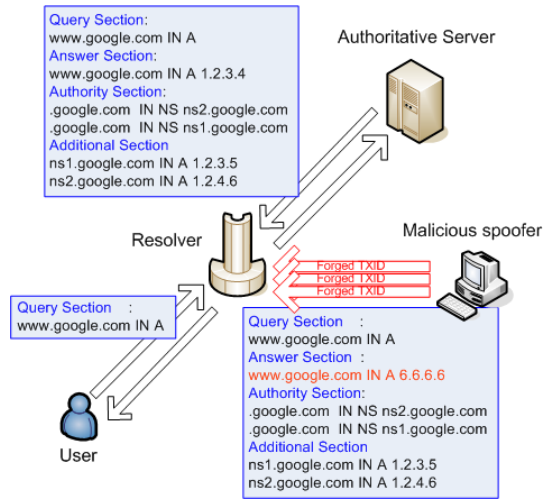 Query Section:
www.google.com IN A
Answer Section:
www.google.com IN A 1.2.3.4
Authority Section:
.google.com IN NS ns2.google.com
.google.com IN NS ns1.google.com
Additional Section
ns1.google.com IN A 1.2.3.5
ns2.google.com IN A 1.2.4.6
Authoritative Server
Resolver
Malicious spoofer
Forged TXID
Forged TXID
Forged TXID
Query Section :
www.google.com IN A
User
Query Section :
www.google.com IN A
Answer Section :
www.google.com IN A 6.6.6.6
Authority Section:
.google.com IN NS ns2.google.com
.google.com IN NS ns1.google.com
Additional Section
ns1.google.com IN A 1.2.3.5
ns2.google.com IN A 1.2.4.6